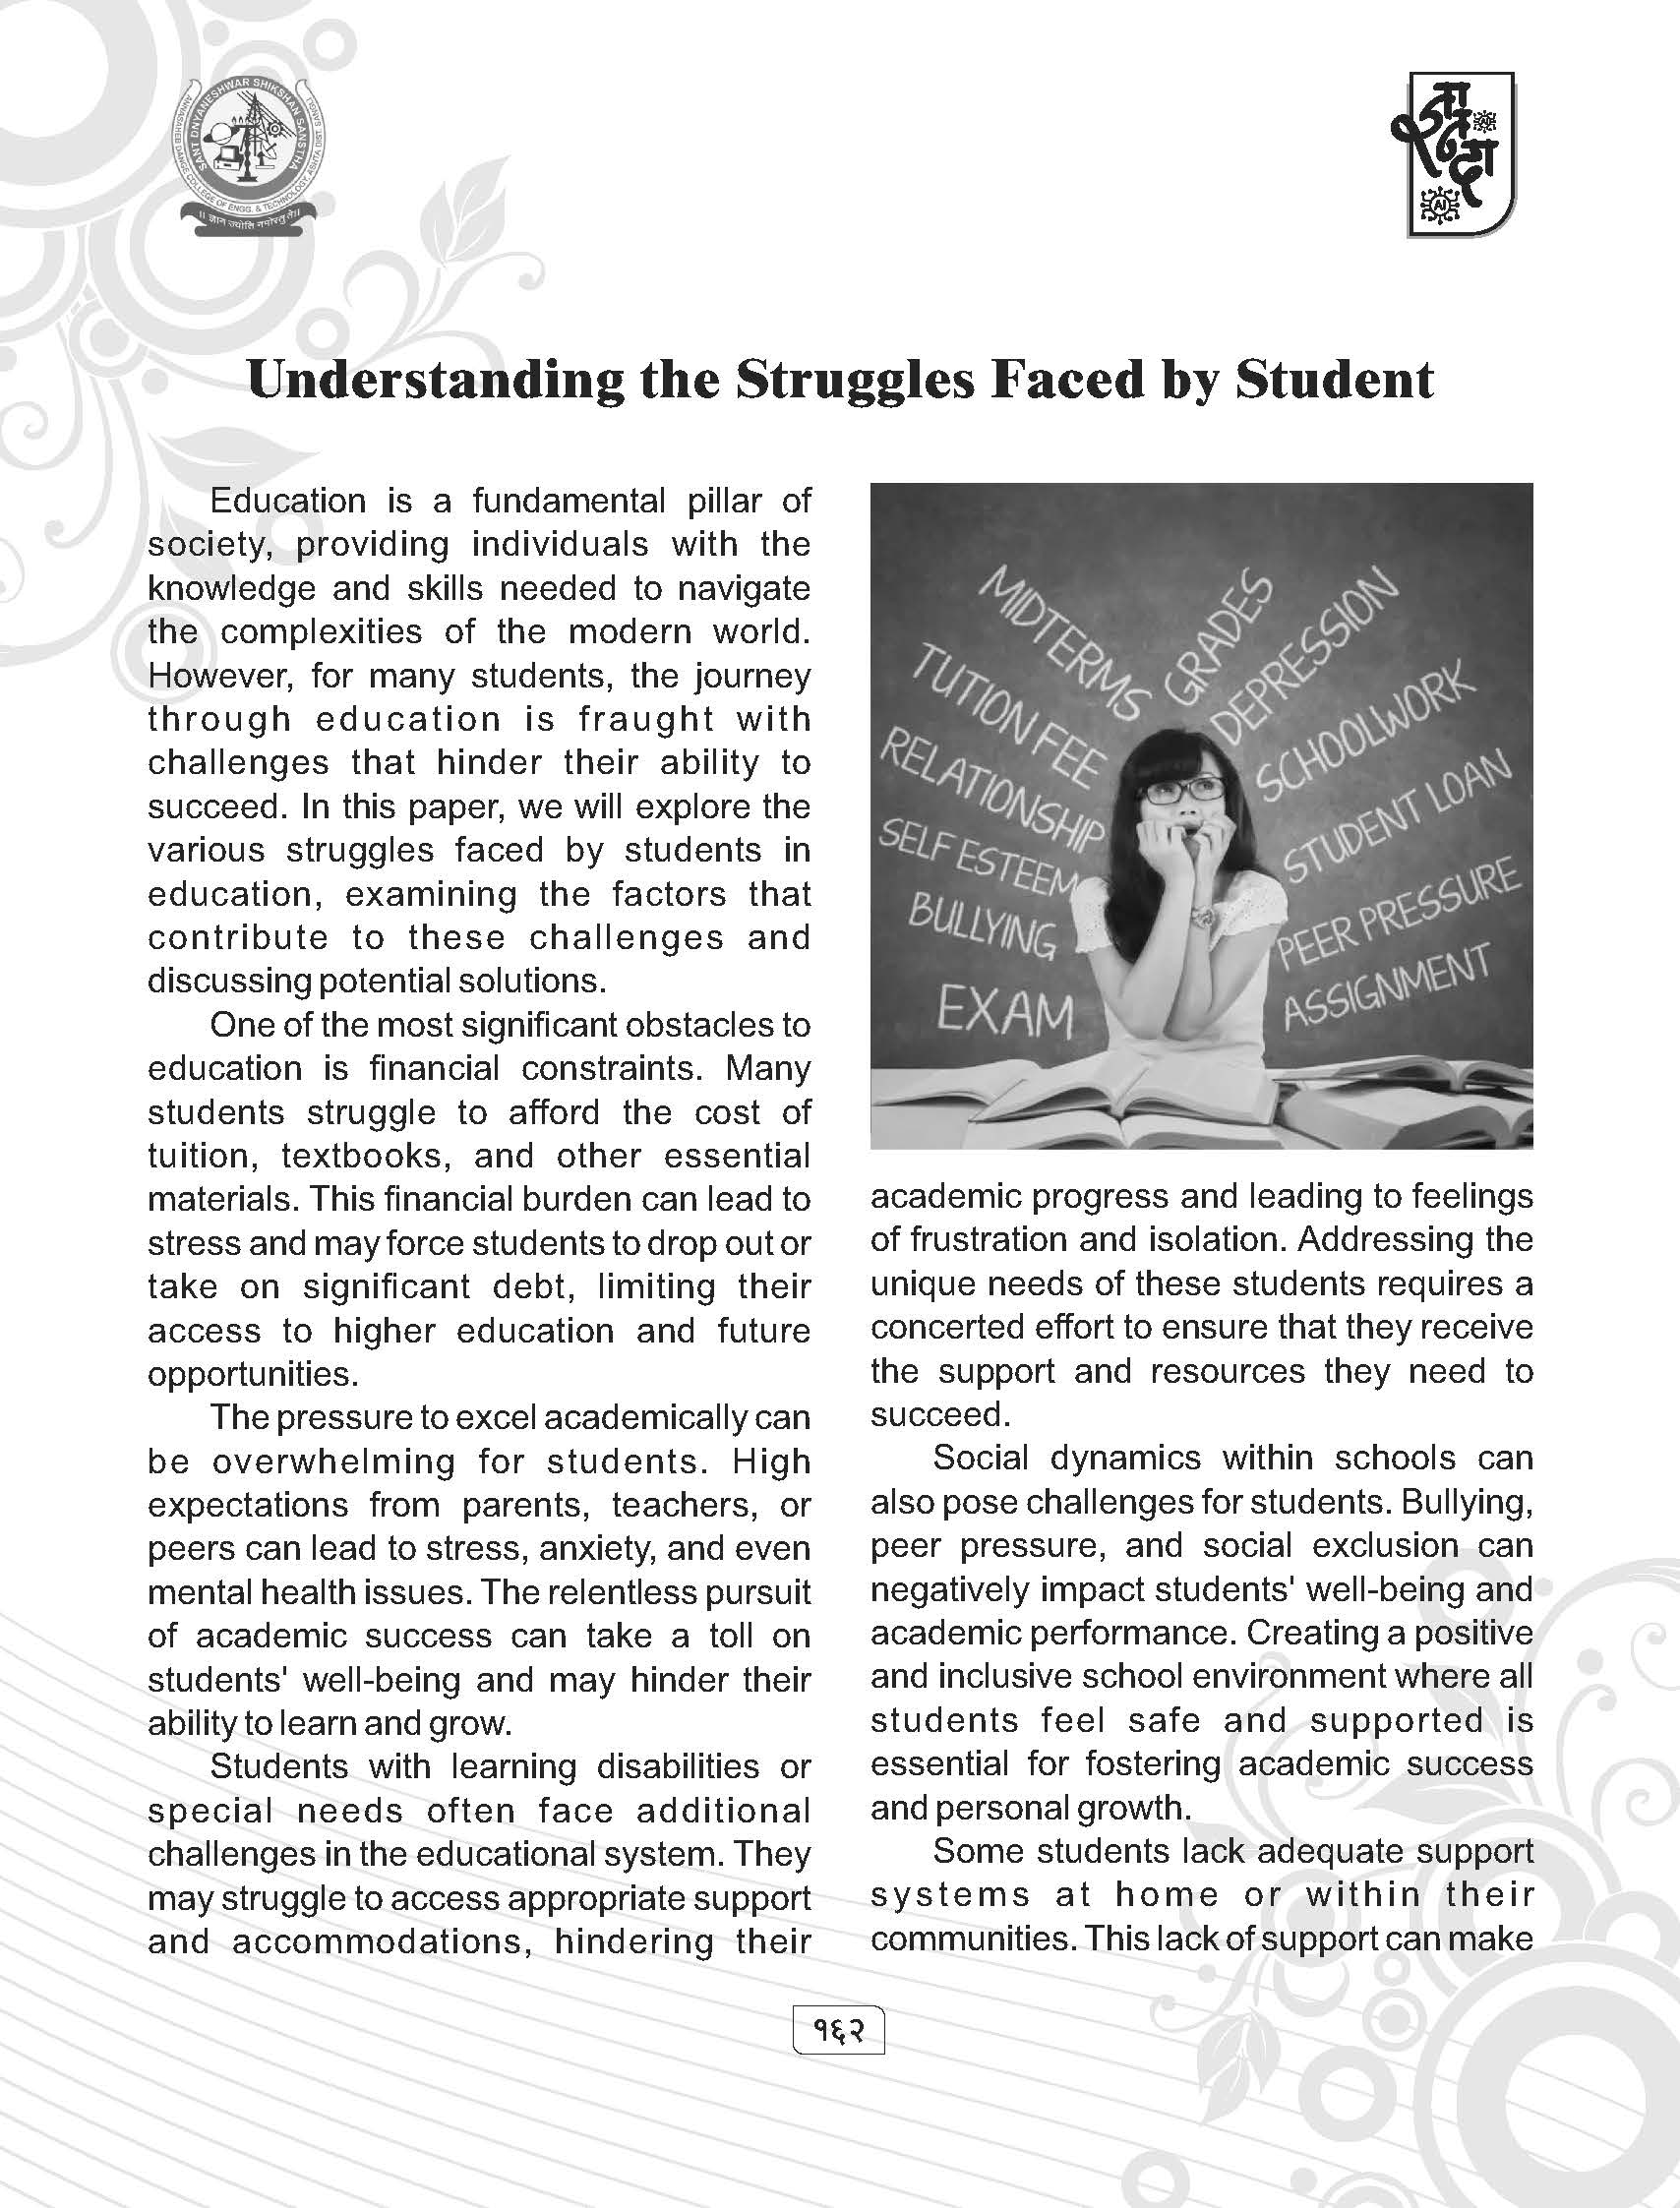 SANT DNYANESHWAR SHIKSHAN SANSTHA
ANNASAHEB DANGE COLLEGE OF ENGG. & TECHNOLOGY, ASHTA DIST. SANGLI
AI
AI
Understanding the Struggles Faced by Student
Education is a fundamental pillar of
society, providing individuals with the
knowledge and skills needed to navigate
the complexities of the modern world.
However, for many students, the journey
through education is fraught with
challenges that hinder their ability to
succeed. In this paper, we will explore the
various struggles faced by students in
education, examining the factors that
contribute to these challenges and
discussing potential solutions.
One of the most significant obstacles to
education is financial constraints. Many
students struggle to afford the cost of
tuition, textbooks, and other essential
materials. This financial burden can lead to
stress and may force students to drop out or
take on significant debt, limiting their
access to higher education and future
opportunities.
The pressure to excel academically can
be overwhelming for students. High
expectations from parents, teachers, or
peers can lead to stress, anxiety, and even
mental health issues. The relentless pursuit
of academic success can take a toll on
students' well-being and may hinder their
ability to learn and grow.
Students with learning disabilities or
special needs often face additional
challenges in the educational system. They
may struggle to access appropriate support
and accommodations, hindering their
MIDTERMS
GRADES
DEPRESSION
TUTION FEE
SCHOOLWORK
RELATIONSHIP
STUDENT LOAN
SELF ESTEEM
PEER PRESSURE
BULLYING
ASSIGNMENT
EXAM
academic progress and leading to feelings
of frustration and isolation. Addressing the
unique needs of these students requires a
concerted effort to ensure that they receive
the support and resources they need to
succeed.
Social dynamics within schools can
also pose challenges for students. Bullying,
peer pressure, and social exclusion can
negatively impact students' well-being and
academic performance. Creating a positive
and inclusive school environment where all
students feel safe and supported is
essential for fostering academic success
and personal growth.
Some students lack adequate support
systems at home or within their
communities. This lack of support can make
१६२